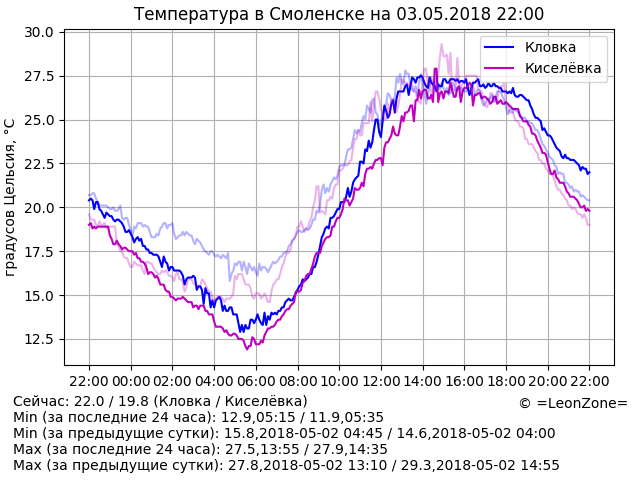 Температура в Смоленске на 03.05.2018 22:00
30.0
27.5
25.0
22.5
20.0
17.5
15.0
12.5
градусов Цельсия, °C
Кловка
Киселёвка
22:00 00:00 02:00 04:00 06:00 08:00 10:00 12:00 14:00 16:00 18:00 20:00 22:00
Сейчас: 22.0 / 19.8 (Кловка / Киселёвка)
© =LeonZone=
Min (за последние 24 часа): 12.9,05:15 / 11.9,05:35
Min (за предыдущие сутки): 15.8,2018-05-02 04:45 / 14.6,2018-05-02 04:00
Max (за последние 24 часа): 27.5,13:55 / 27.9,14:35
Max (за предыдущие сутки): 27.8,2018-05-02 13:10 / 29.3,2018-05-02 14:55